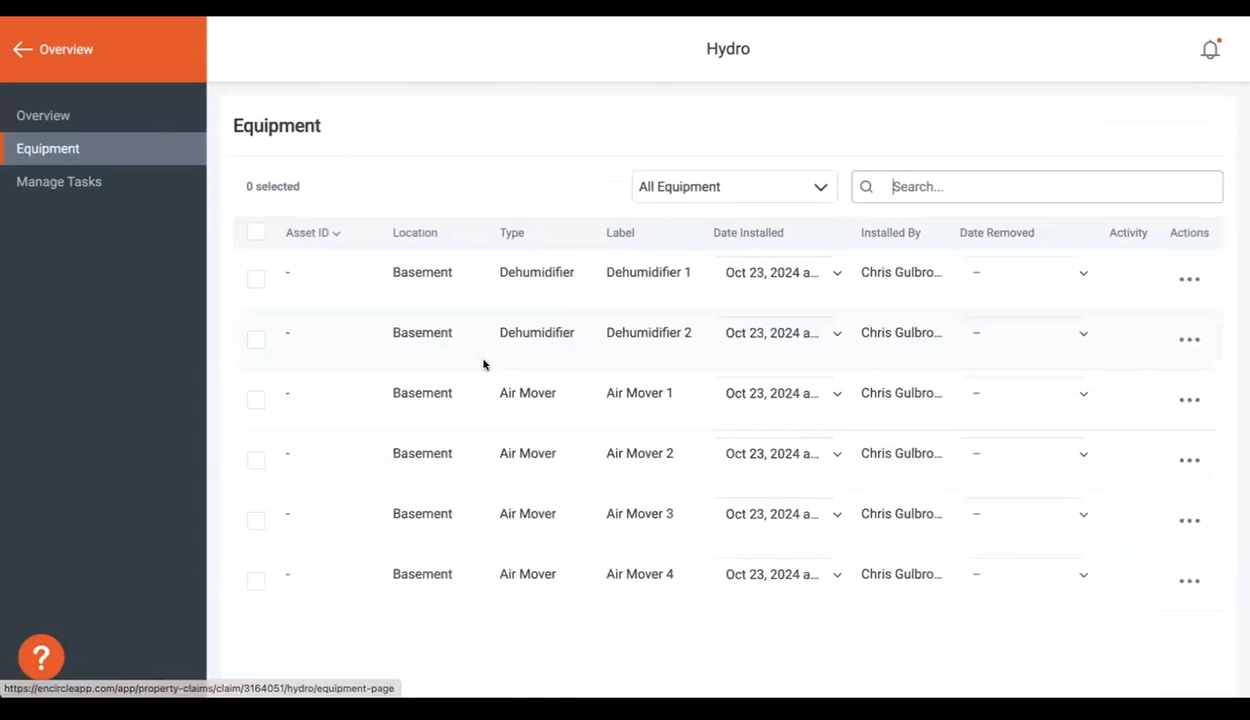 Overview
Hydro
Overview
Equipment
Manage Tasks
Equipment
0 selected
All Equipment
Search...
Asset ID Location Type Label Date Installed Installed By Date Removed Activity Actions
- Basement Dehumidifier Dehumidifier 1 Oct 23, 2024 a... Chris Gulbro... –
- Basement Dehumidifier Dehumidifier 2 Oct 23, 2024 a... Chris Gulbro... –
- Basement Air Mover Air Mover 1 Oct 23, 2024 a... Chris Gulbro... –
- Basement Air Mover Air Mover 2 Oct 23, 2024 a... Chris Gulbro... –
- Basement Air Mover Air Mover 3 Oct 23, 2024 a... Chris Gulbro... –
- Basement Air Mover Air Mover 4 Oct 23, 2024 a... Chris Gulbro... –
?
https://encircleapp.com/app/property-claims/claim/3164051/hydro/equipment-page